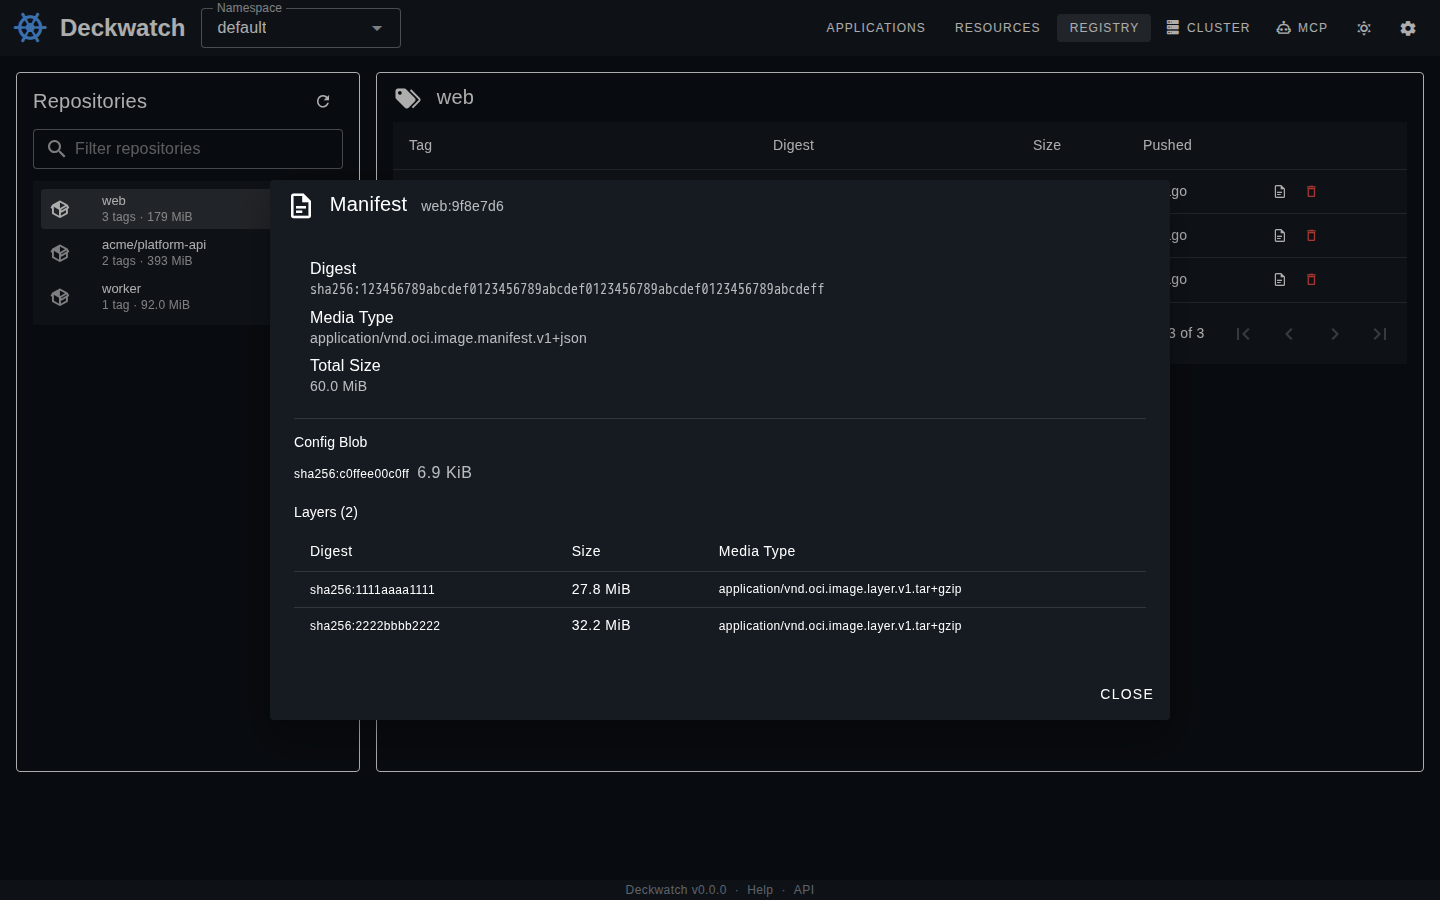 Deckwatch
Namespace
default
APPLICATIONS
RESOURCES
REGISTRY
CLUSTER
MCP
Repositories
Filter repositories
web
3 tags · 179 MiB
acme/platform-api
2 tags · 393 MiB
worker
1 tag · 92.0 MiB
web
Tag Digest Size Pushed
ago
ago
ago
3 of 3
Manifest web:9f8e7d6
Digest
sha256:123456789abcdef0123456789abcdef0123456789abcdef0123456789abcdeff
Media Type
application/vnd.oci.image.manifest.v1+json
Total Size
60.0 MiB
Config Blob
sha256:c0ffee00c0ff 6.9 KiB
Layers (2)
Digest Size Media Type
sha256:1111aaaa1111 27.8 MiB application/vnd.oci.image.layer.v1.tar+gzip
sha256:2222bbbb2222 32.2 MiB application/vnd.oci.image.layer.v1.tar+gzip
CLOSE
Deckwatch v0.0.0 · Help · API